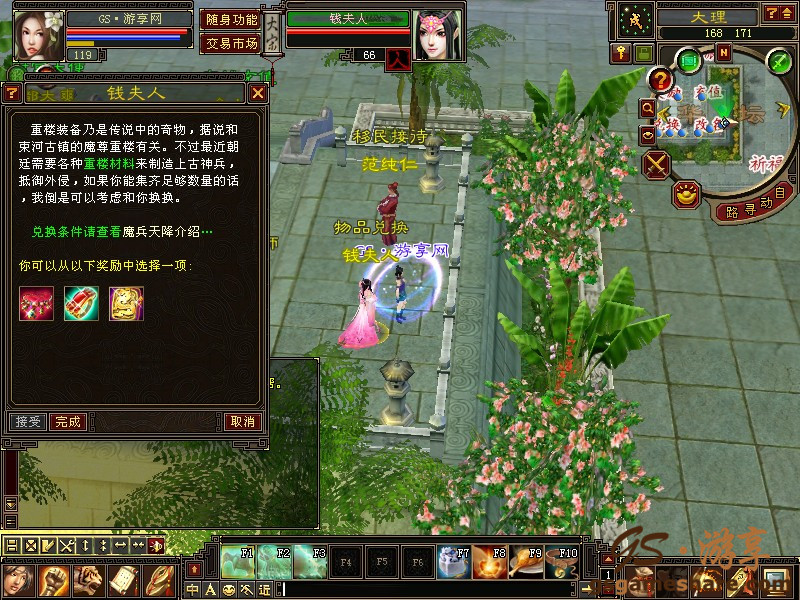 GS·游享网
119
随身功能
交易市场
大宗
钱夫人
66
戌
大理
168 171
N
祈福
自动寻路
钱夫人
重楼装备乃是传说中的奇物，据说和
束河古镇的魔尊重楼有关。不过最近朝
廷需要各种重楼材料来制造上古神兵，
抵御外侵，如果你能集齐足够数量的话
，我倒是可以考虑和你换换。
兑换条件请查看魔兵天降介绍…
你可以从以下奖励中选择一项:
接受
完成
取消
移民接待
范纯仁
物品兑换
钱夫人
GS·游享网
F1 F2 F3 F4 F5 F6 F7 F8 F9 F10
中 A 近
1
GS·游享